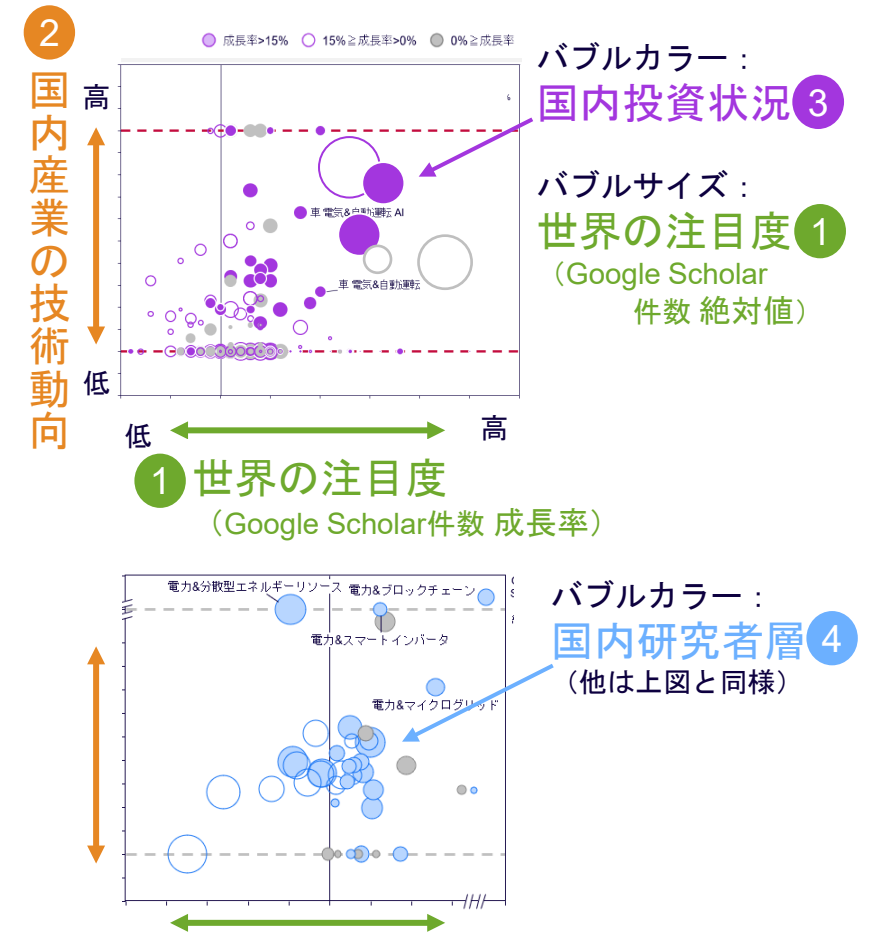 2
国内産業の技術動向
成長率>15%
15%≧成長率>0%
0%≧成長率
高
低
車 電気&自動運転 AI
車 電気&自動運転
バブルカラー：
国内投資状況3
バブルサイズ：
世界の注目度1
（Google Scholar
件数 絶対値）
低
高
1世界の注目度
（Google Scholar件数 成長率）
電力&分散型エネルギーリソース
電力&ブロックチェーン
電力&スマートインバータ
電力&マイクログリッド
バブルカラー：
国内研究者層4
（他は上図と同様）